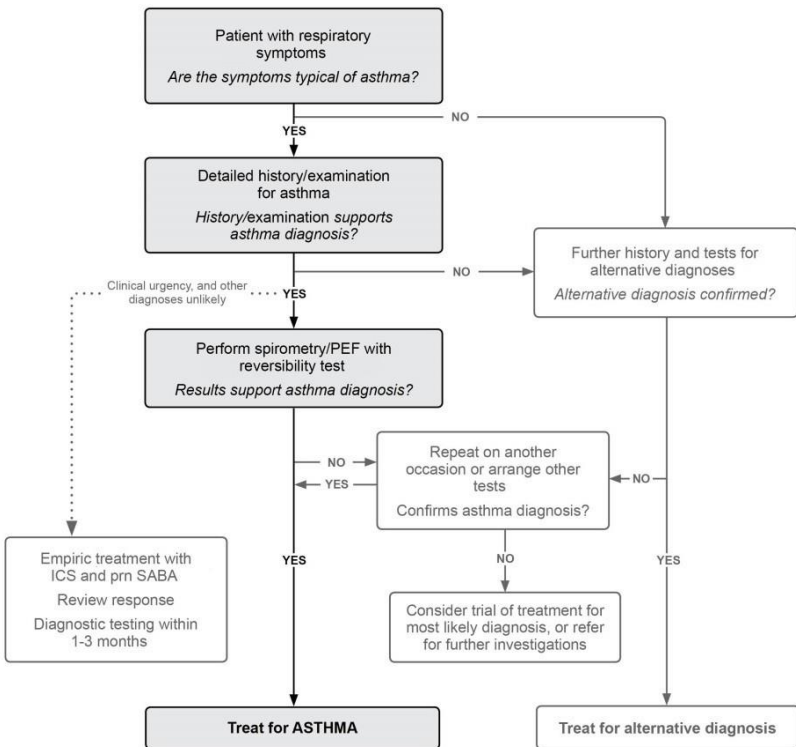 Patient with respiratory
symptoms
Are the symptoms typical of asthma?
NO
YES
Detailed history/examination
for asthma
History/examination supports
asthma diagnosis?
Further history and tests for
alternative diagnoses
Alternative diagnosis confirmed?
NO
Clinical urgency, and other
diagnoses unlikely
YES
Perform spirometry/PEF with
reversibility test
Results support asthma diagnosis?
Repeat on another
occasion or arrange other
tests
Confirms asthma diagnosis?
NO
YES
NO
YES
NO
YES
Empiric treatment with
ICS and prn SABA
Review response
Diagnostic testing within
1-3 months
Consider trial of treatment for
most likely diagnosis, or refer
for further investigations
Treat for ASTHMA
Treat for alternative diagnosis